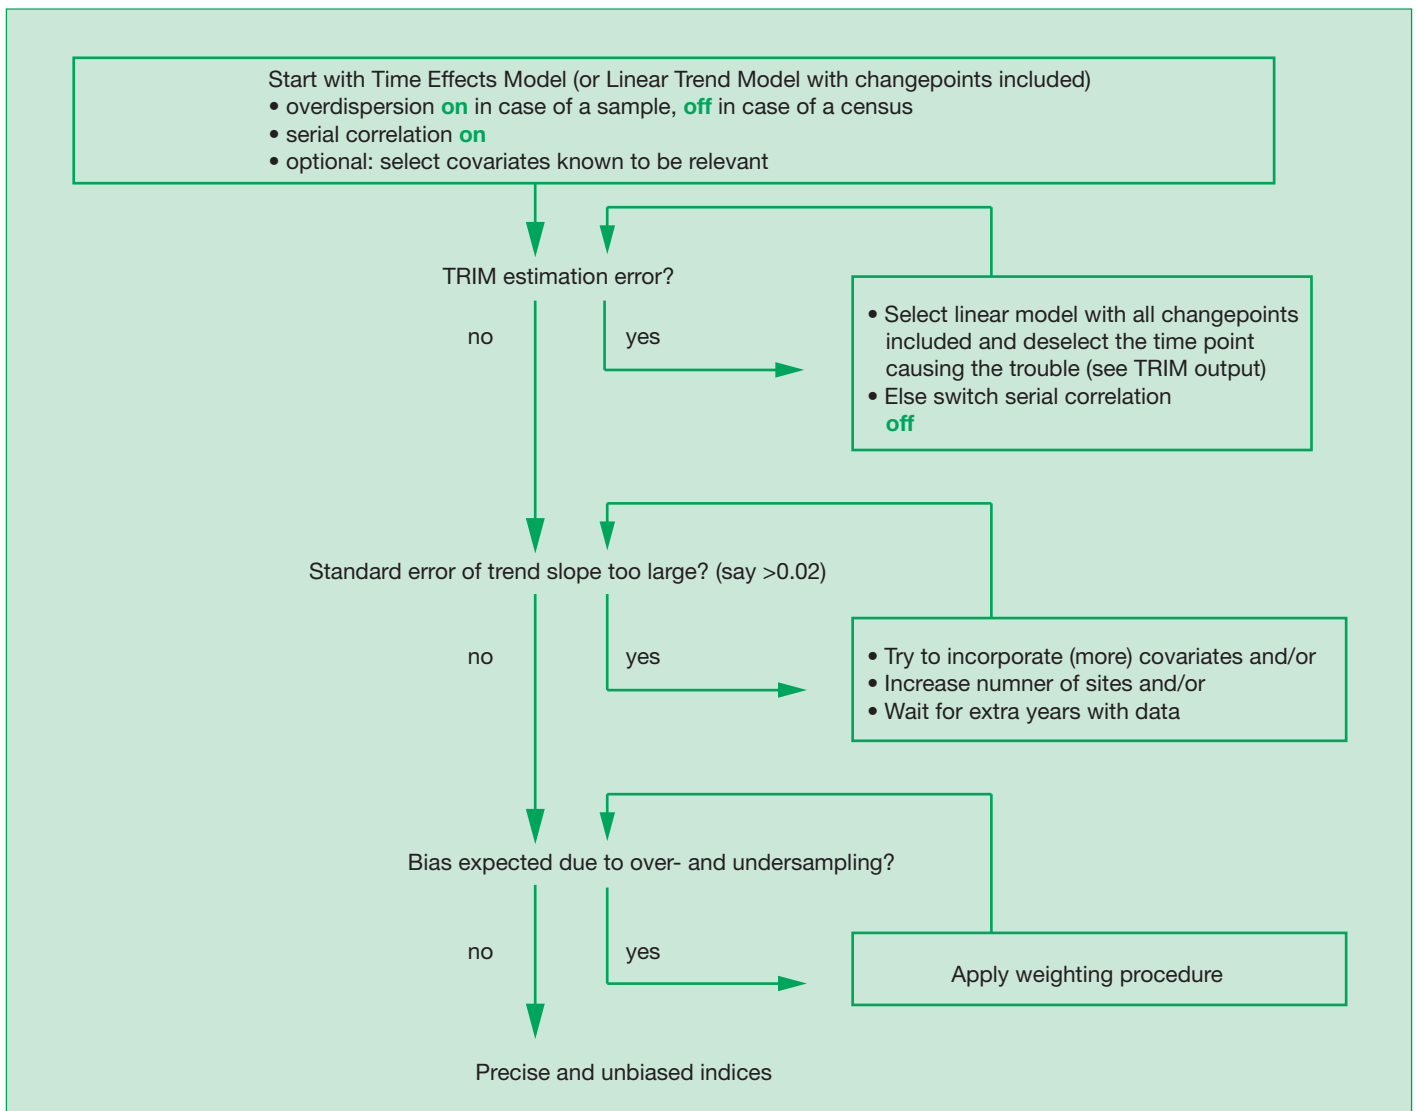 Start with Time Effects Model (or Linear Trend Model with changepoints included)
• overdispersion on in case of a sample, off in case of a census
• serial correlation on
• optional: select covariates known to be relevant
TRIM estimation error?
no
yes
• Select linear model with all changepoints
included and deselect the time point
causing the trouble (see TRIM output)
• Else switch serial correlation
off
Standard error of trend slope too large? (say >0.02)
no
yes
• Try to incorporate (more) covariates and/or
• Increase numner of sites and/or
• Wait for extra years with data
Bias expected due to over- and undersampling?
no
yes
Apply weighting procedure
Precise and unbiased indices